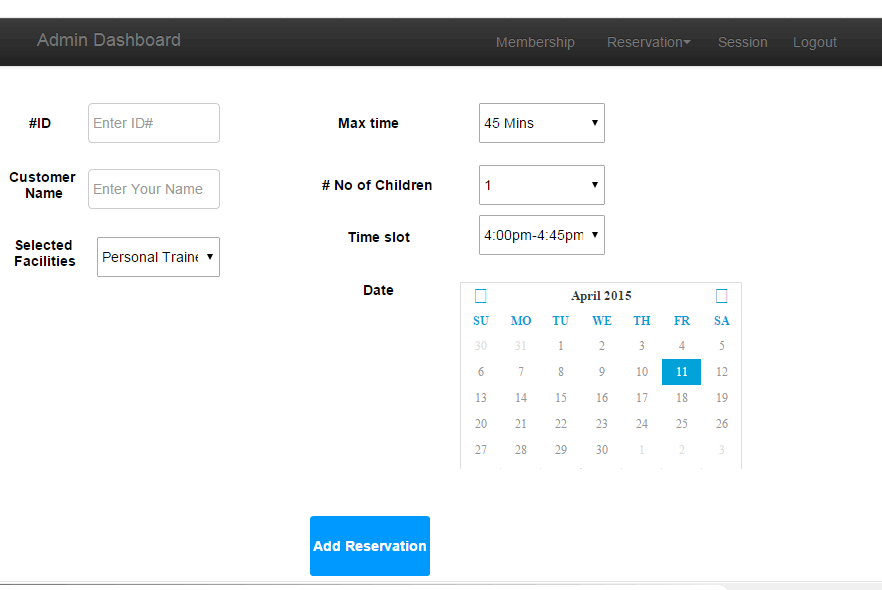 Admin Dashboard
Membership Reservation Session Logout
#ID
Enter ID#
Max time
45 Mins
Customer
Name
Enter Your Name
# No of Children
1
Selected
Facilities
Personal Traine
Time slot
4:00pm-4:45pm
Date
April 2015
SU MO TU WE TH FR SA
30 31 1 2 3 4 5
6 7 8 9 10 11 12
13 14 15 16 17 18 19
20 21 22 23 24 25 26
27 28 29 30 1 2 3
Add Reservation